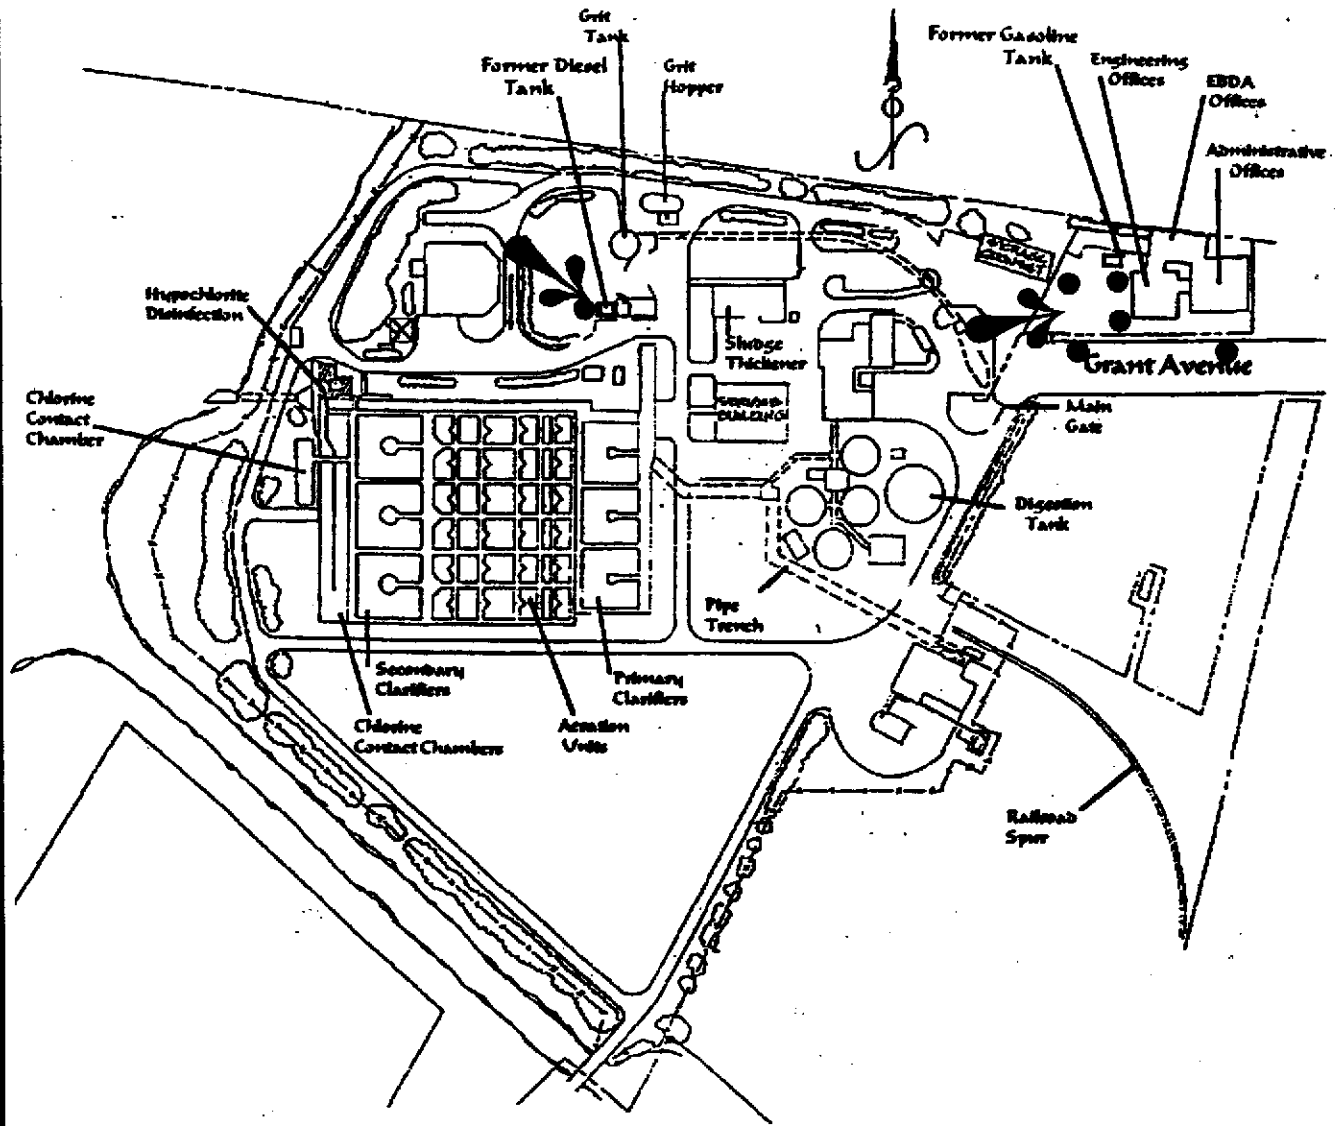 Grit
Tank
Former Diesel
Tank
Grit
Hopper
Former Gasoline
Tank
Engineering
Offices
EBDA
Offices
Administrative
Offices
Hypochlorite
Disinfection
Sludge
Thickener
Grant Avenue
Chlorine
Contact
Chamber
Main
Gate
Digestion
Tank
Pipe
Trench
Secondary
Clarifiers
Primary
Clarifiers
Chlorine
Contact Chambers
Aeration
Units
Railroad
Spur